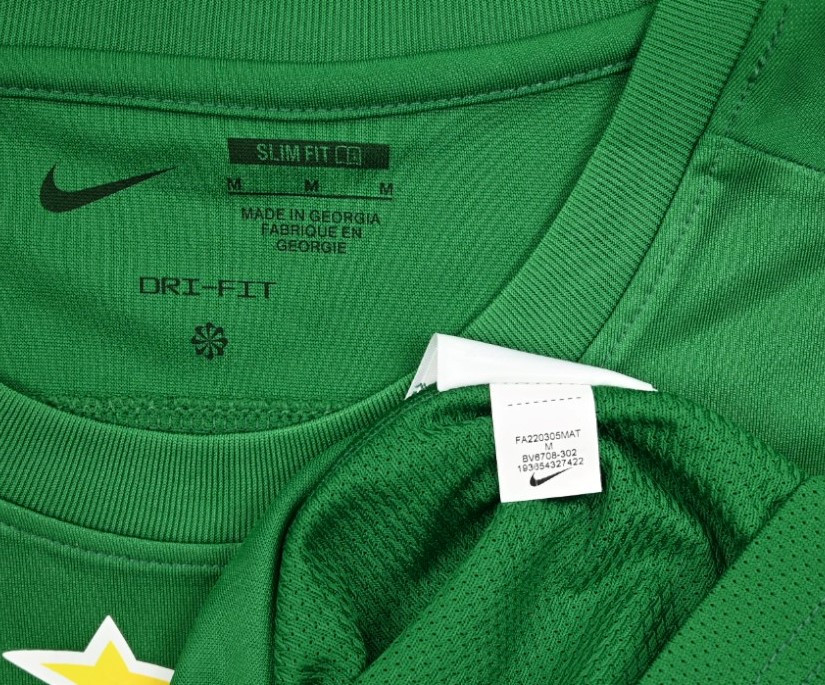 SLIM FIT
M M M
MADE IN GEORGIA
FABRIQUE EN
GEORGIE
DRI-FIT
FA220305MAT
M
BV6708-302
193654327422